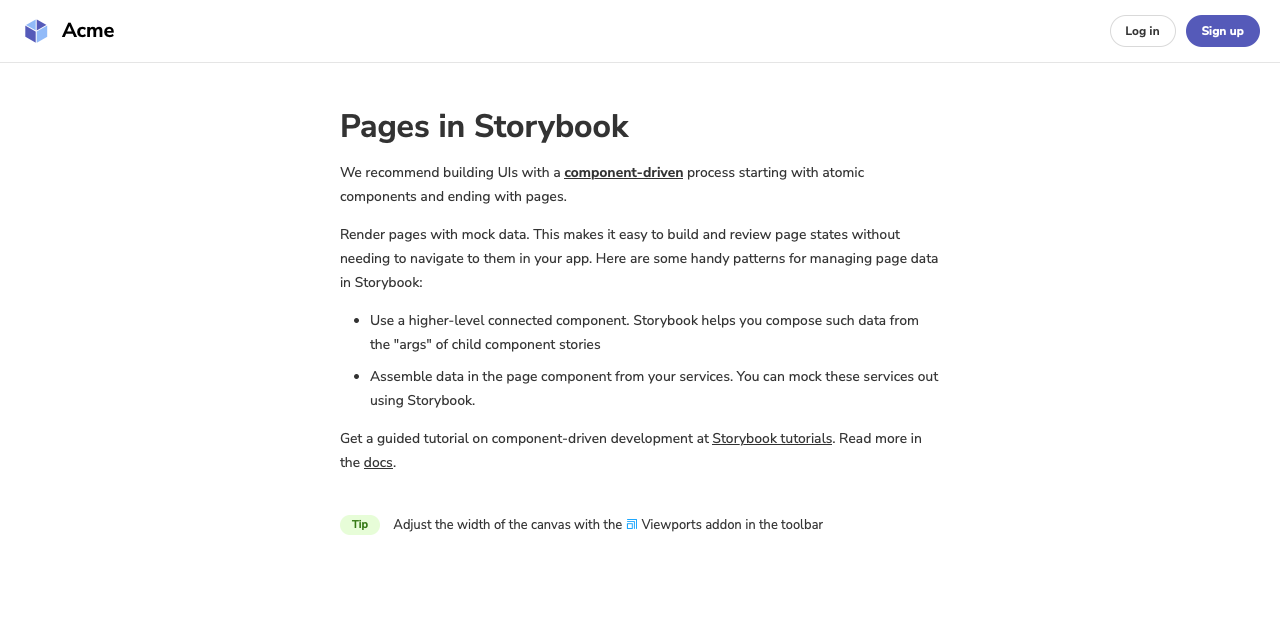 Acme
Log in
Sign up
Pages in Storybook
We recommend building UIs with a component-driven process starting with atomic
components and ending with pages.
Render pages with mock data. This makes it easy to build and review page states without
needing to navigate to them in your app. Here are some handy patterns for managing page data
in Storybook:
• Use a higher-level connected component. Storybook helps you compose such data from
the "args" of child component stories
• Assemble data in the page component from your services. You can mock these services out
using Storybook.
Get a guided tutorial on component-driven development at Storybook tutorials. Read more in
the docs.
Tip Adjust the width of the canvas with the Viewports addon in the toolbar